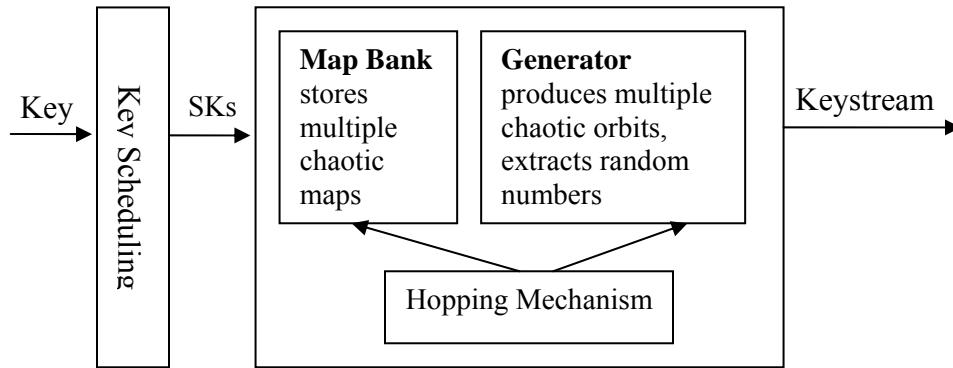 Key
Key Scheduling
SKs
Map Bank
stores
multiple
chaotic
maps
Generator
produces multiple
chaotic orbits,
extracts random
numbers
Hopping Mechanism
Keystream